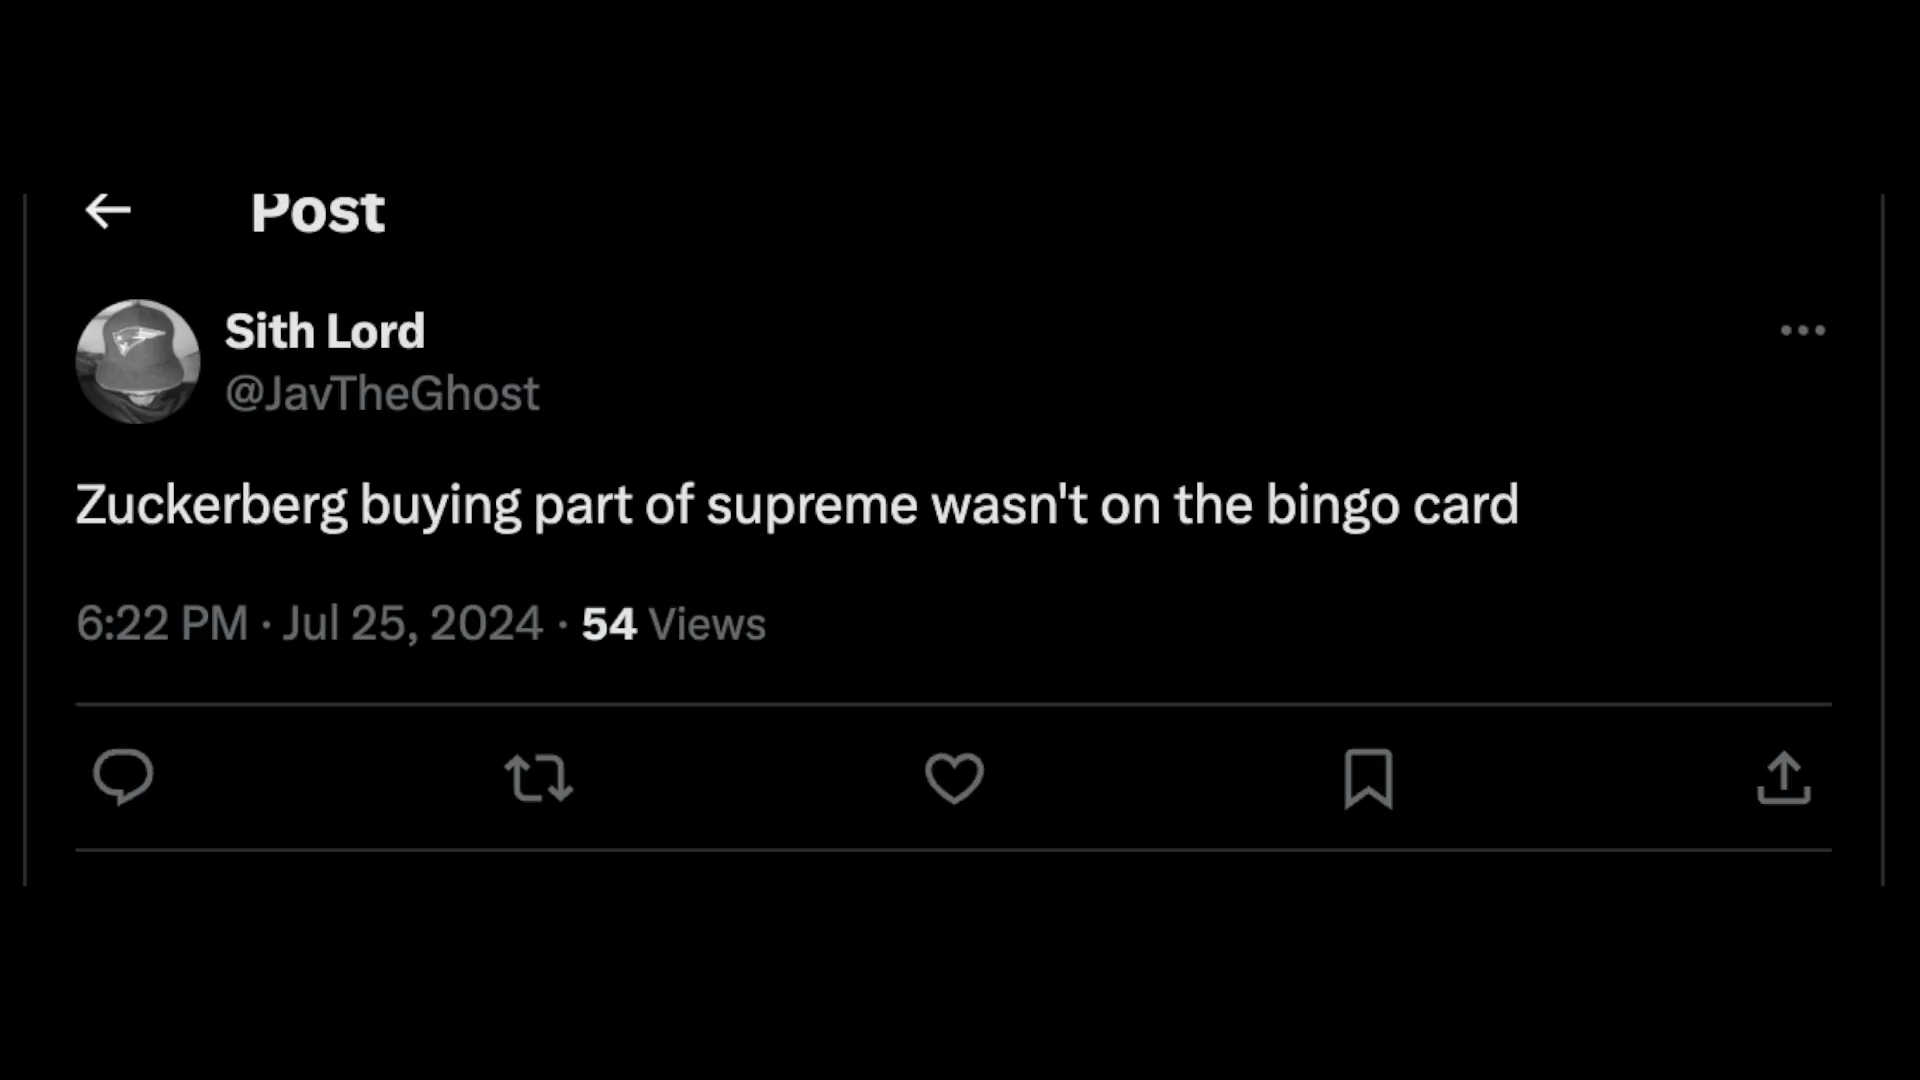 Post
Sith Lord
@JavTheGhost
Zuckerberg buying part of supreme wasn't on the bingo card
6:22 PM · Jul 25, 2024 · 54 Views